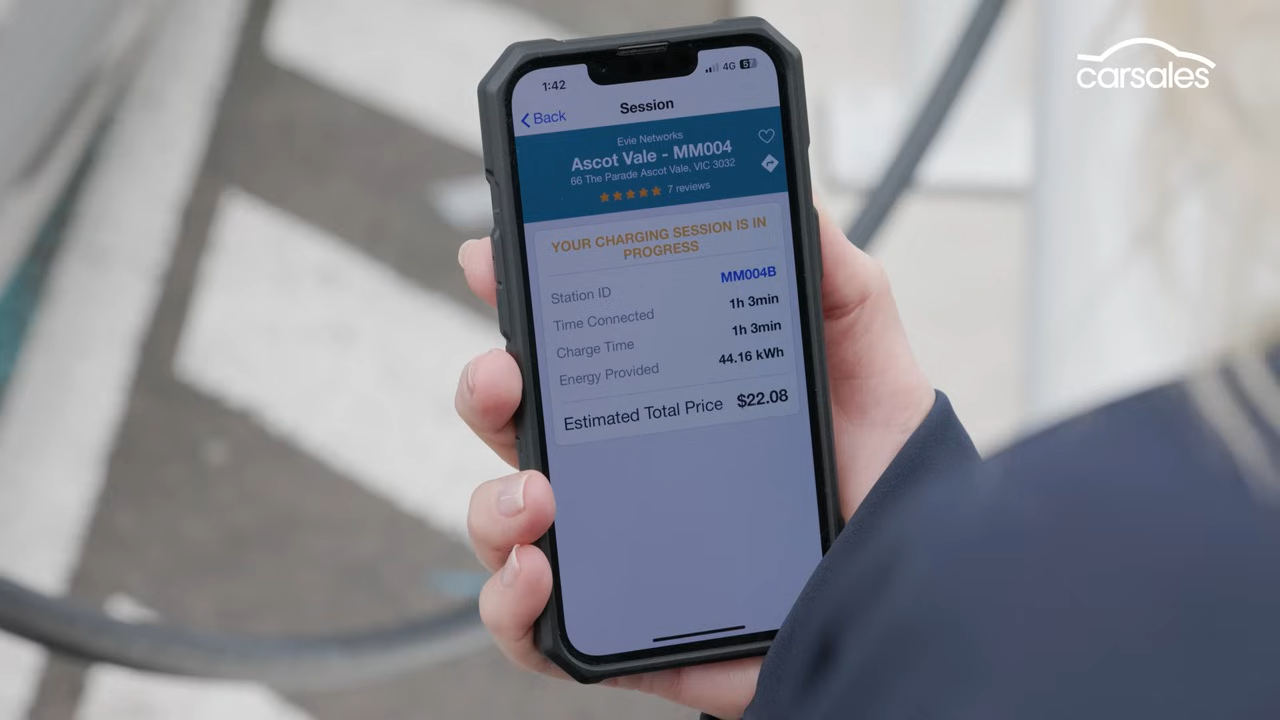 carsales
1:42
4G 57
Back
Session
Evie Networks
Ascot Vale - MM004
66 The Parade Ascot Vale, VIC 3032
7 reviews
YOUR CHARGING SESSION IS IN
PROGRESS
Station ID MM004B
Time Connected 1h 3min
Charge Time 1h 3min
Energy Provided 44.16 kWh
Estimated Total Price $22.08